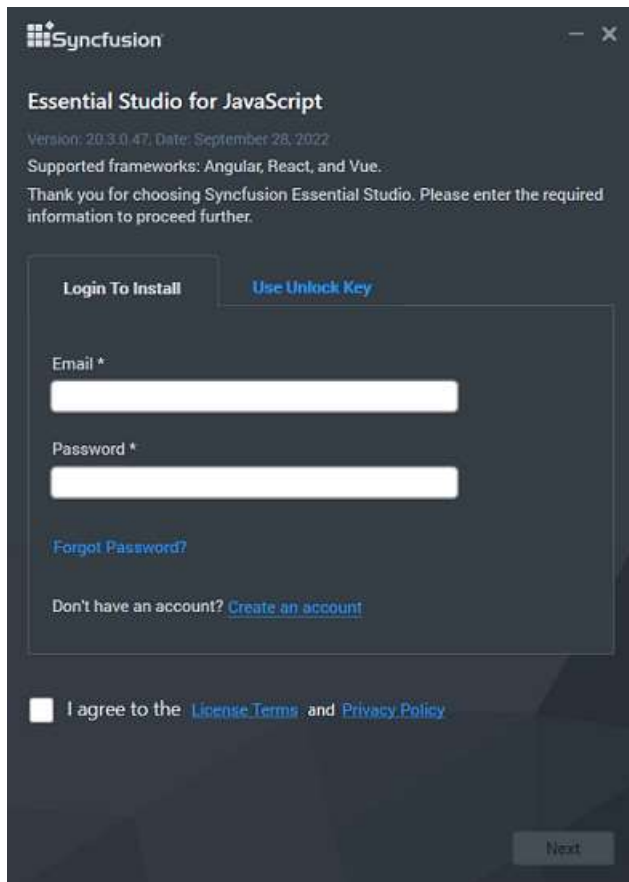 Syncfusion
Essential Studio for JavaScript
Version: 20.3.0.47, Date: September 28, 2022
Supported frameworks: Angular, React, and Vue.
Thank you for choosing Syncfusion Essential Studio. Please enter the required
information to proceed further.
Login To Install
Use Unlock Key
Email *
Password *
Forgot Password?
Don't have an account? Create an account
I agree to the License Terms and Privacy Policy
Next